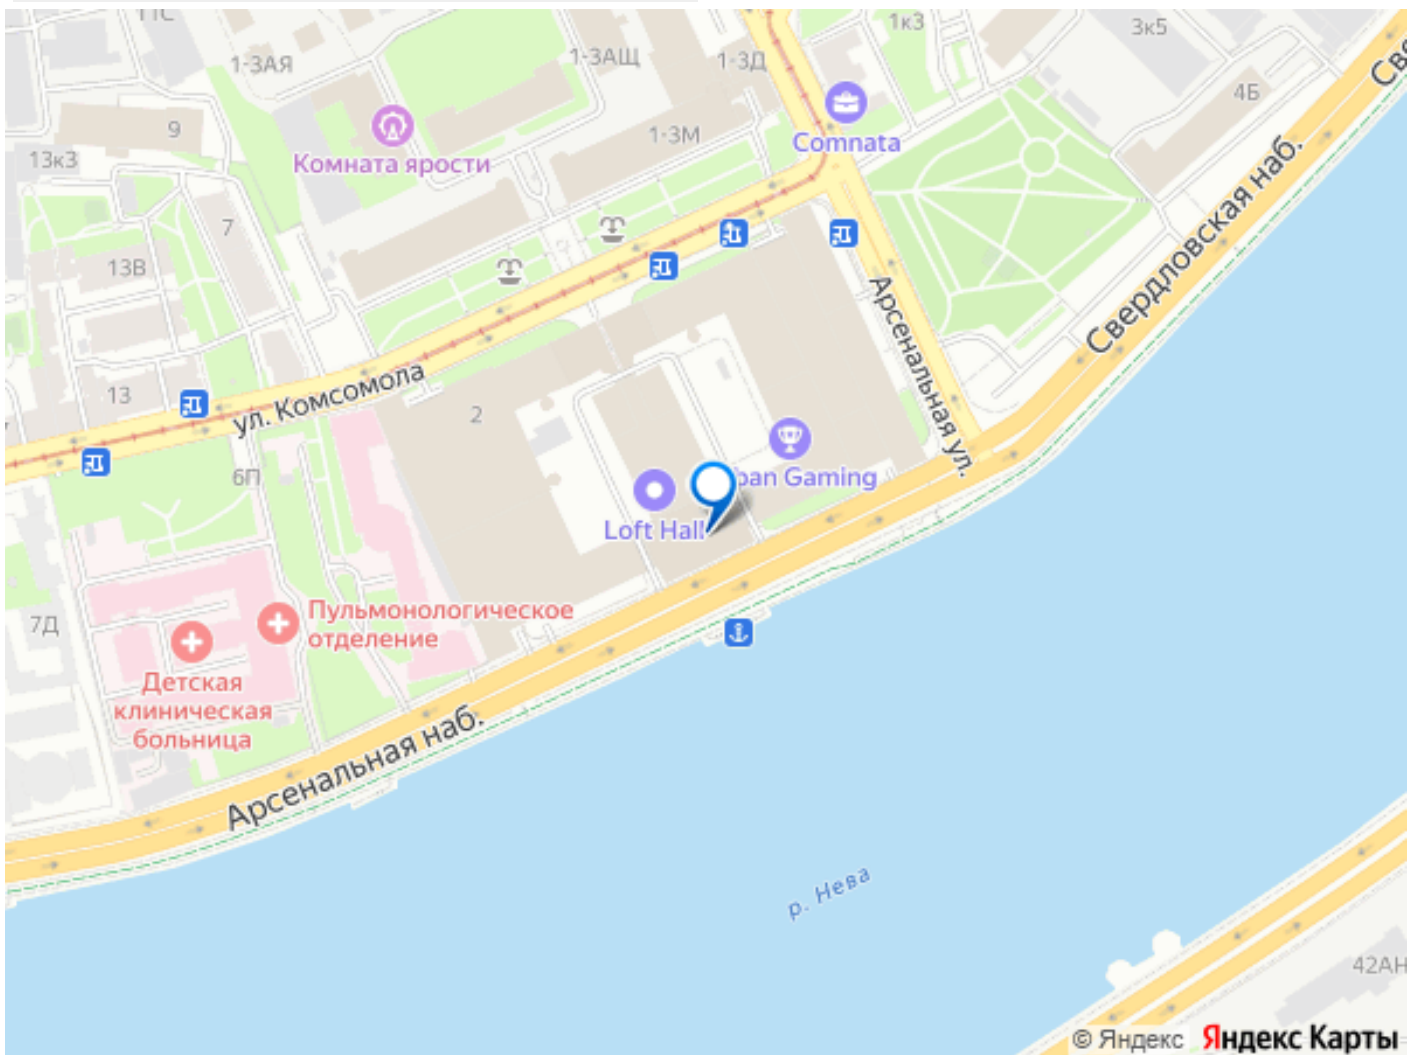 1-3АЯ
1-3АЩ
1-3Д
1к3
3к5
4Б
9
13к3
Комната ярости
1-3М
Comnata
7
13В
Свердловская наб.
Арсенальная ул.
13
ул. Комсомола
2
6П
ban Gaming
Loft Hall
7Д
Пульмонологическое
отделение
Детская
клиническая
больница
Арсенальная наб.
р. Нева
42АН
© Яндекс Яндекс Карты